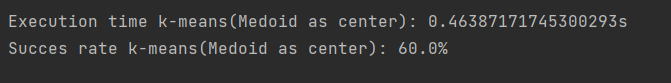 Execution time k-means(Medoid as center): 0.46387171745300293s
Succes rate k-means(Medoid as center): 60.0%